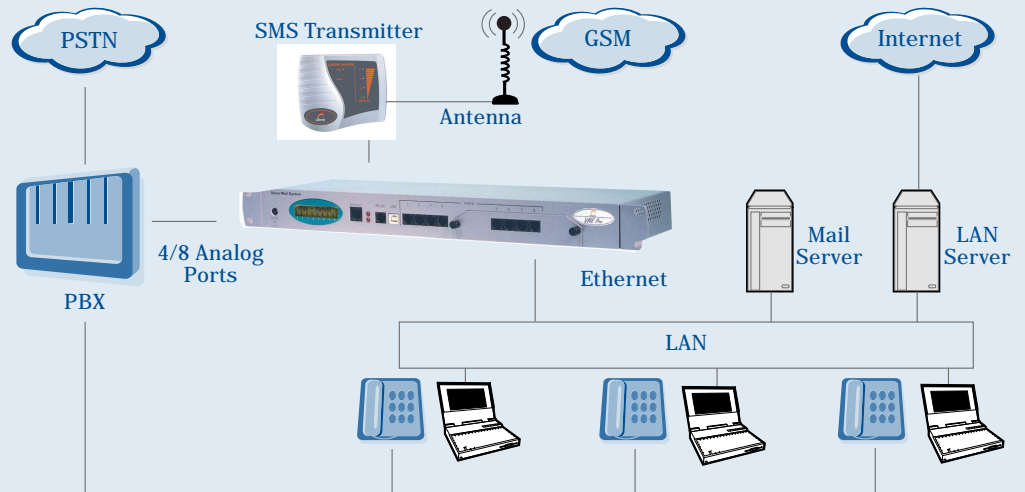 PSTN
SMS Transmitter
GSM
Internet
Antenna
4/8 Analog
Ports
PBX
Ethernet
Mail
Server
LAN
Server
LAN